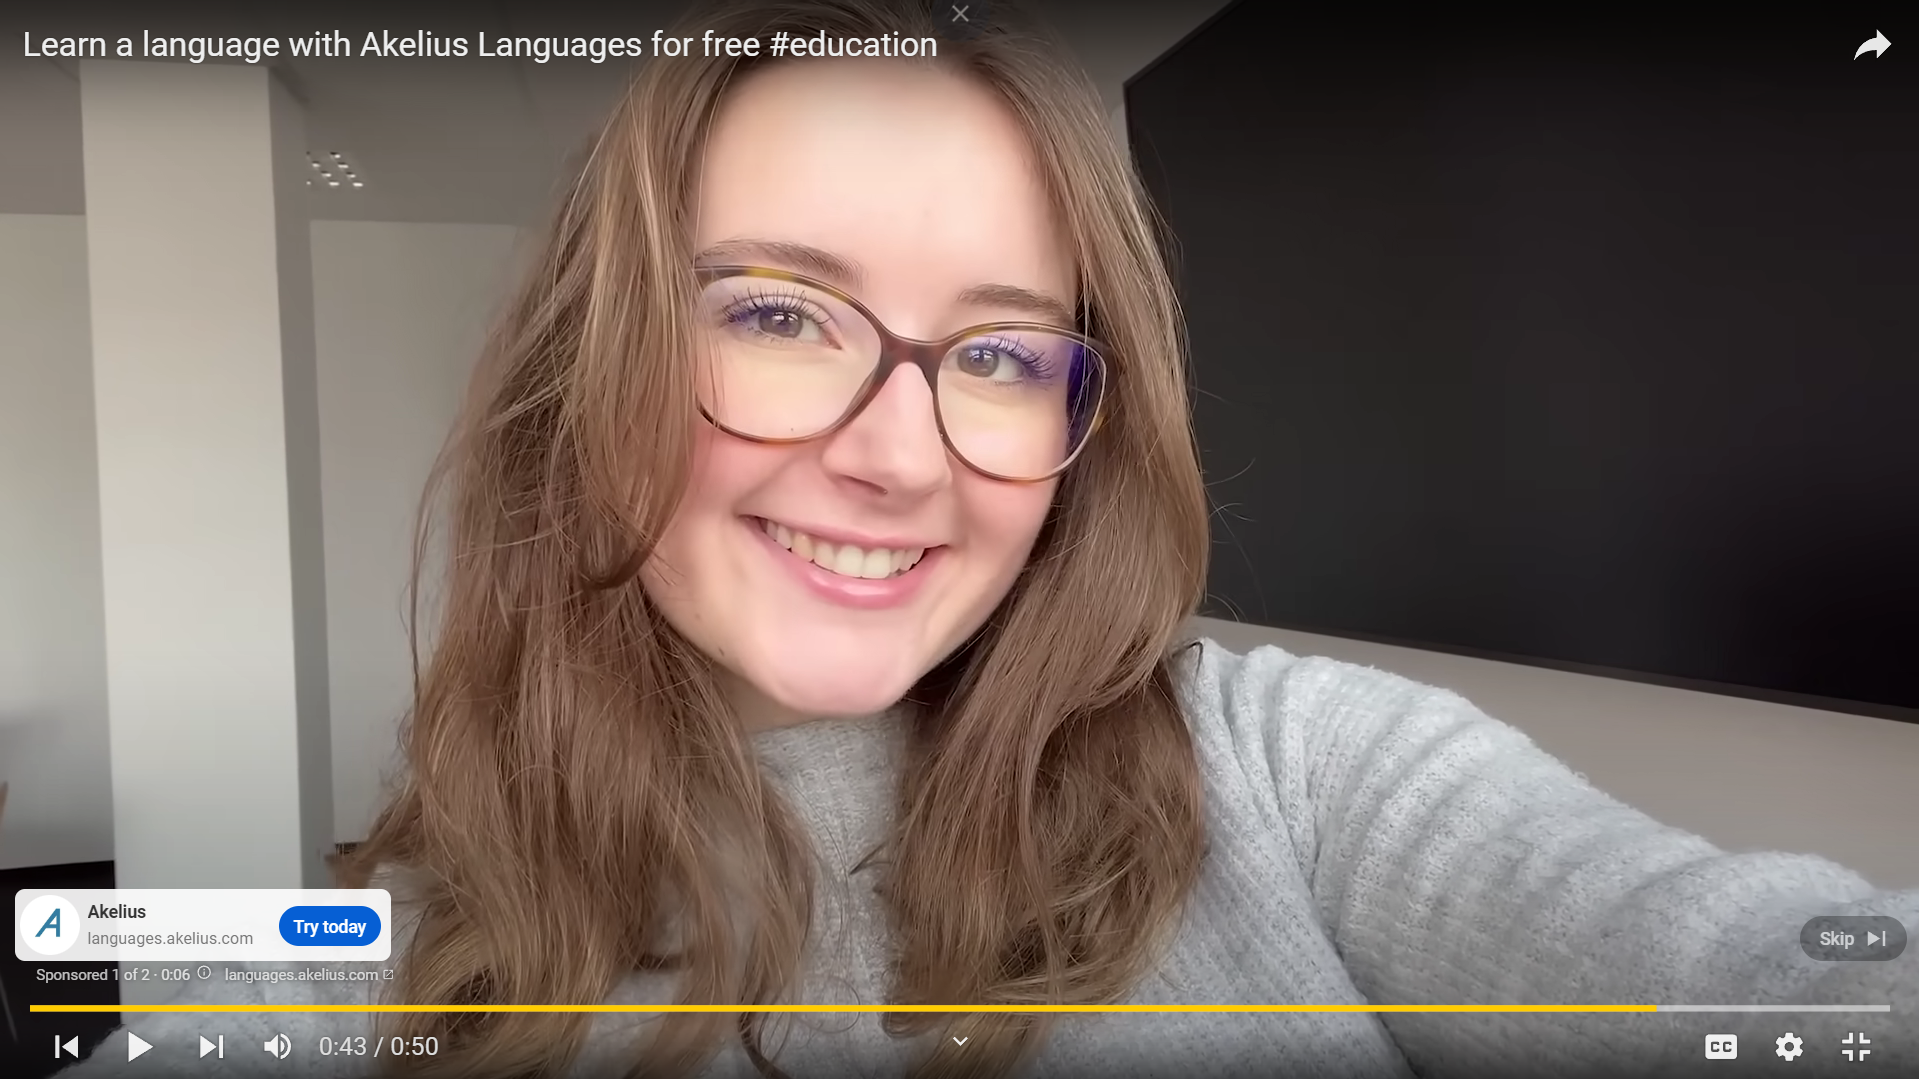 Learn a language with Akelius Languages for free #education
A
Akelius
languages.akelius.com
Try today
Skip
Sponsored 1 of 2 · 0:06
languages.akelius.com
0:43 / 0:50
CC